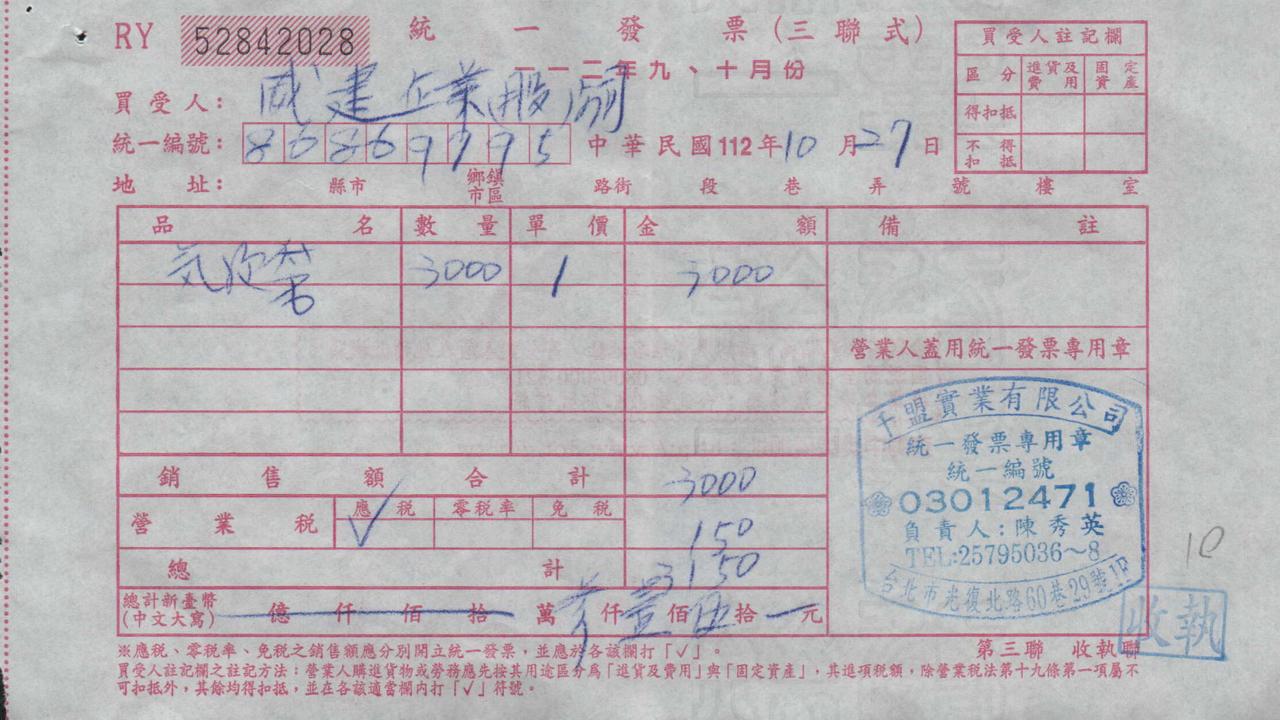 RY 52842028 統一發票(三聯式)
一一二年九、十月份
買受人註記欄
區分 進貨及費用 固定資產
得扣抵
不得扣抵
買受人: 威建企業股份
統一編號: 86869795 中華民國112年10月27日
地址: 縣市 鄉鎮市區 路街 段 巷 弄 號 樓 室
品名 數量 單價 金額 備註
3000 1 3000
營業人蓋用統一發票專用章
千盟實業有限公司
統一發票專用章
統一編號
03012471
負責人:陳秀英
TEL:25795036~8
台北市光復北路60巷29號1F
銷售額合計 3000
營業稅 應稅 ✓ 零稅率 免稅 150
總計 3150
總計新臺幣(中文大寫) 億 仟 佰 拾 萬 仟 壹 佰 伍 拾 元
10
收執
※應稅、零稅率、免稅之銷售額應分別開立統一發票,並應於各該欄打「✓」。
第三聯 收執聯
買受人註記欄之註記方法:營業人購進貨物或勞務應先按其用途區分為「進貨及費用」與「固定資產」,其進項稅額,除營業稅法第十九條第一項屬不
可扣抵外,其餘均得扣抵,並在各該適當欄內打「✓」符號。